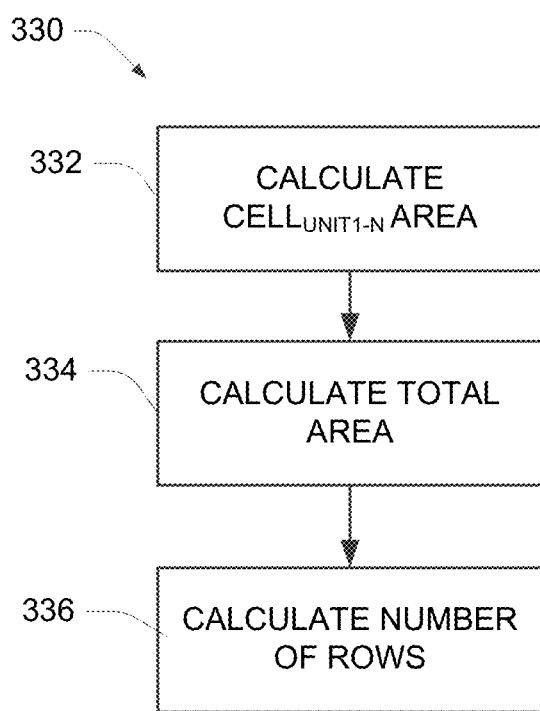 330
332
CALCULATE
CELLUNIT1-N AREA
334
CALCULATE TOTAL
AREA
336
CALCULATE NUMBER
OF ROWS